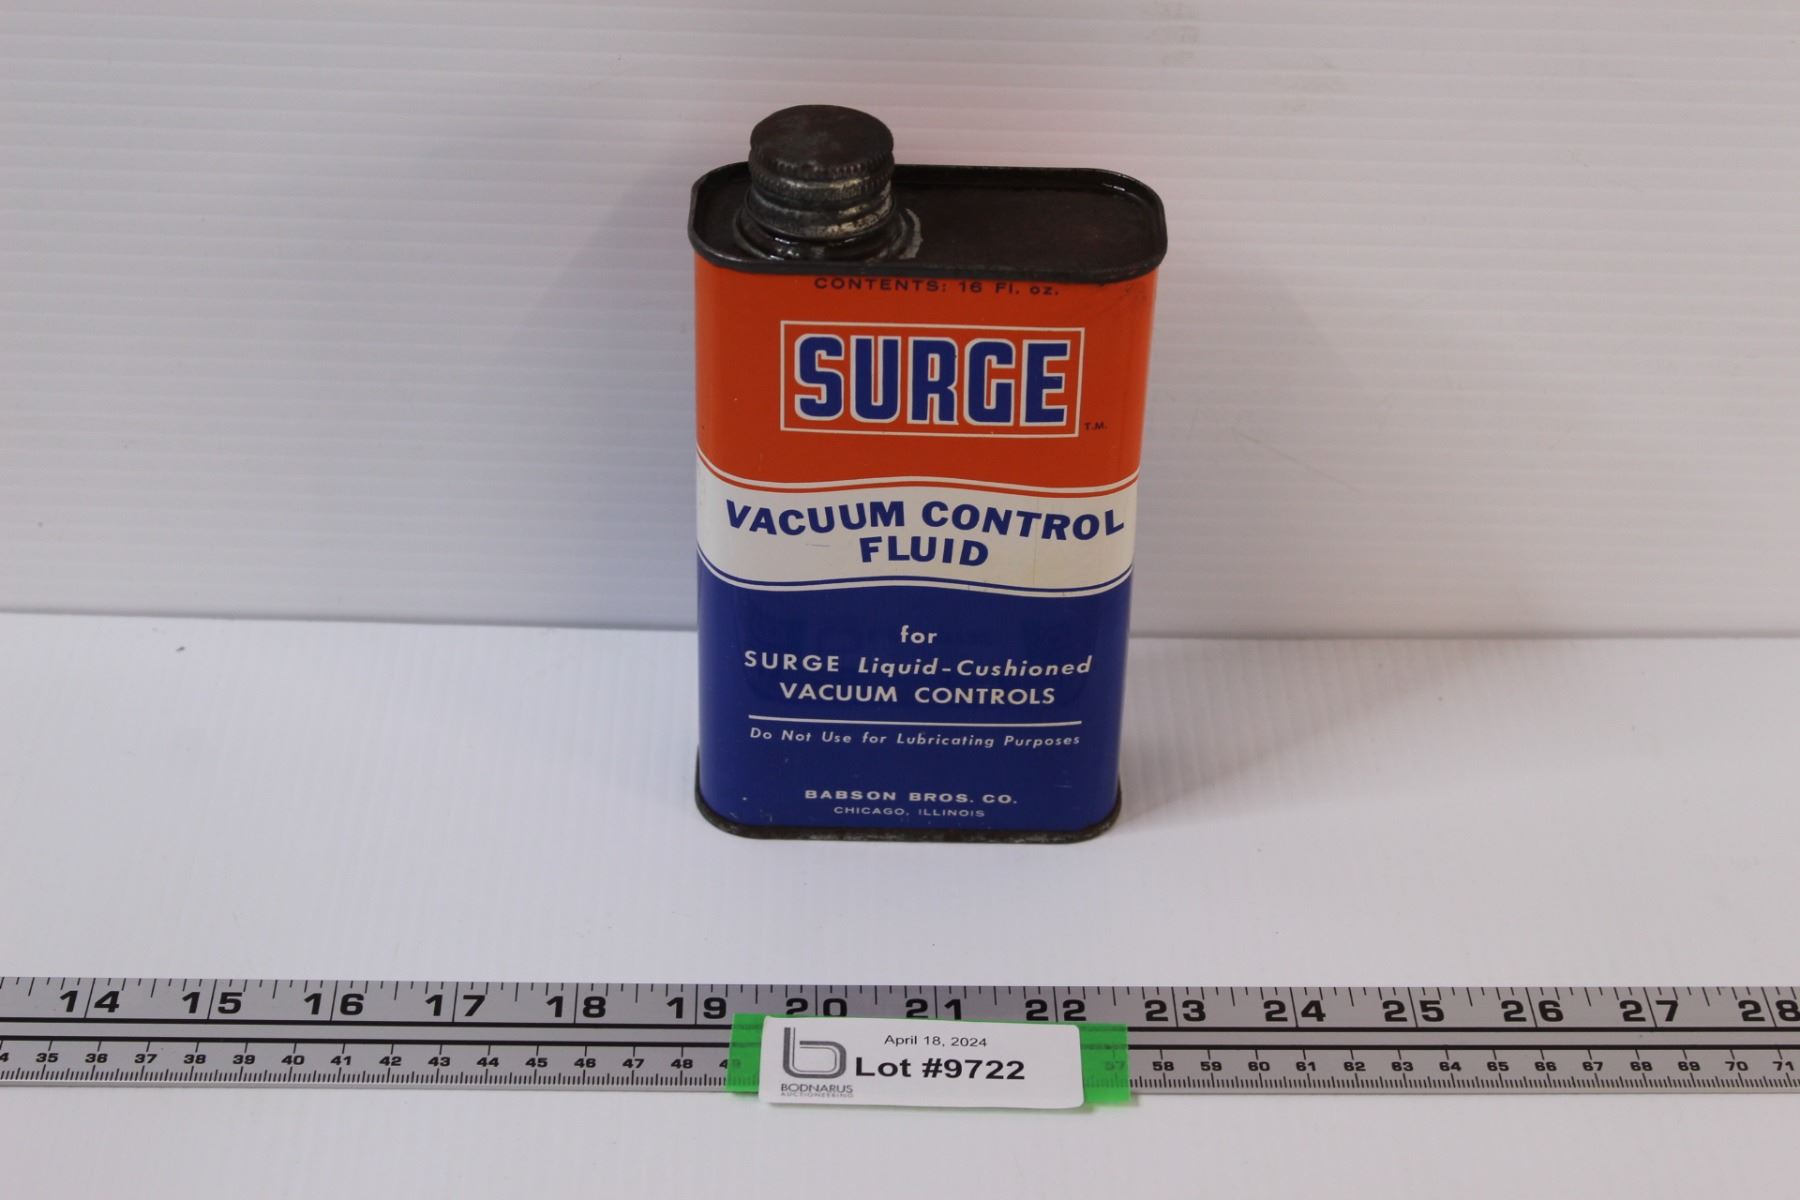 CONTENTS: 16 Fl. oz.
SURGE
T.M.
VACUUM CONTROL
FLUID
for
SURGE Liquid-Cushioned
VACUUM CONTROLS
Do Not Use for Lubricating Purposes
BABSON BROS. CO.
CHICAGO, ILLINOIS
14 15 16 17 18 19 20 21 22 23 24 25 26 27 28
35 36 37 38 39 40 41 42 43 44 45 46 47 48 57 58 59 60 61 62 63 64 65 66 67 68 69 70 71
April 18, 2024
Lot #9722
BODNARUS
AUCTIONEERING